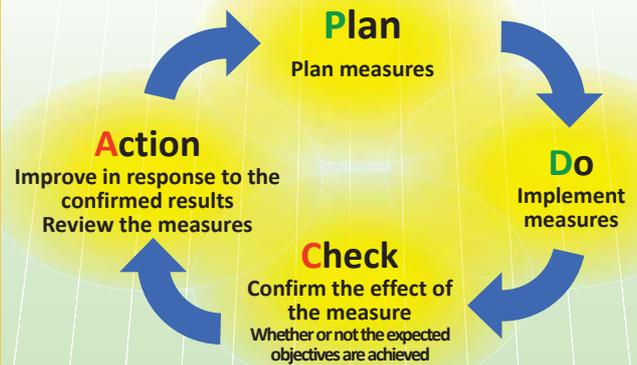 Plan
Plan measures
Do
Implement
measures
Check
Confirm the effect of
the measure
Whether or not the expected
objectives are achieved
Action
Improve in response to the
confirmed results
Review the measures